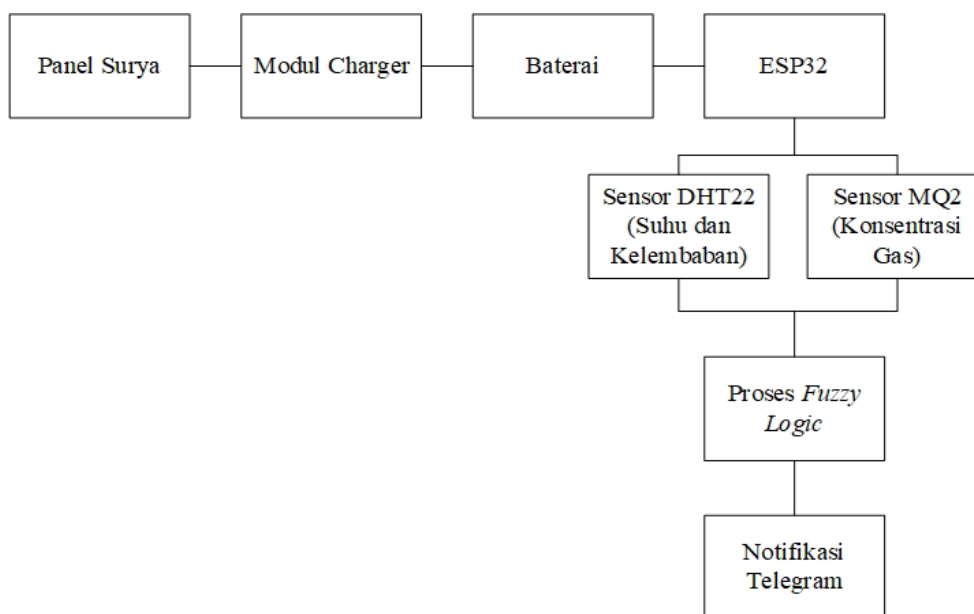 Panel Surya
Modul Charger
Baterai
ESP32
Sensor DHT22
(Suhu dan
Kelembaban)
Sensor MQ2
(Konsentrasi
Gas)
Proses Fuzzy
Logic
Notifikasi
Telegram